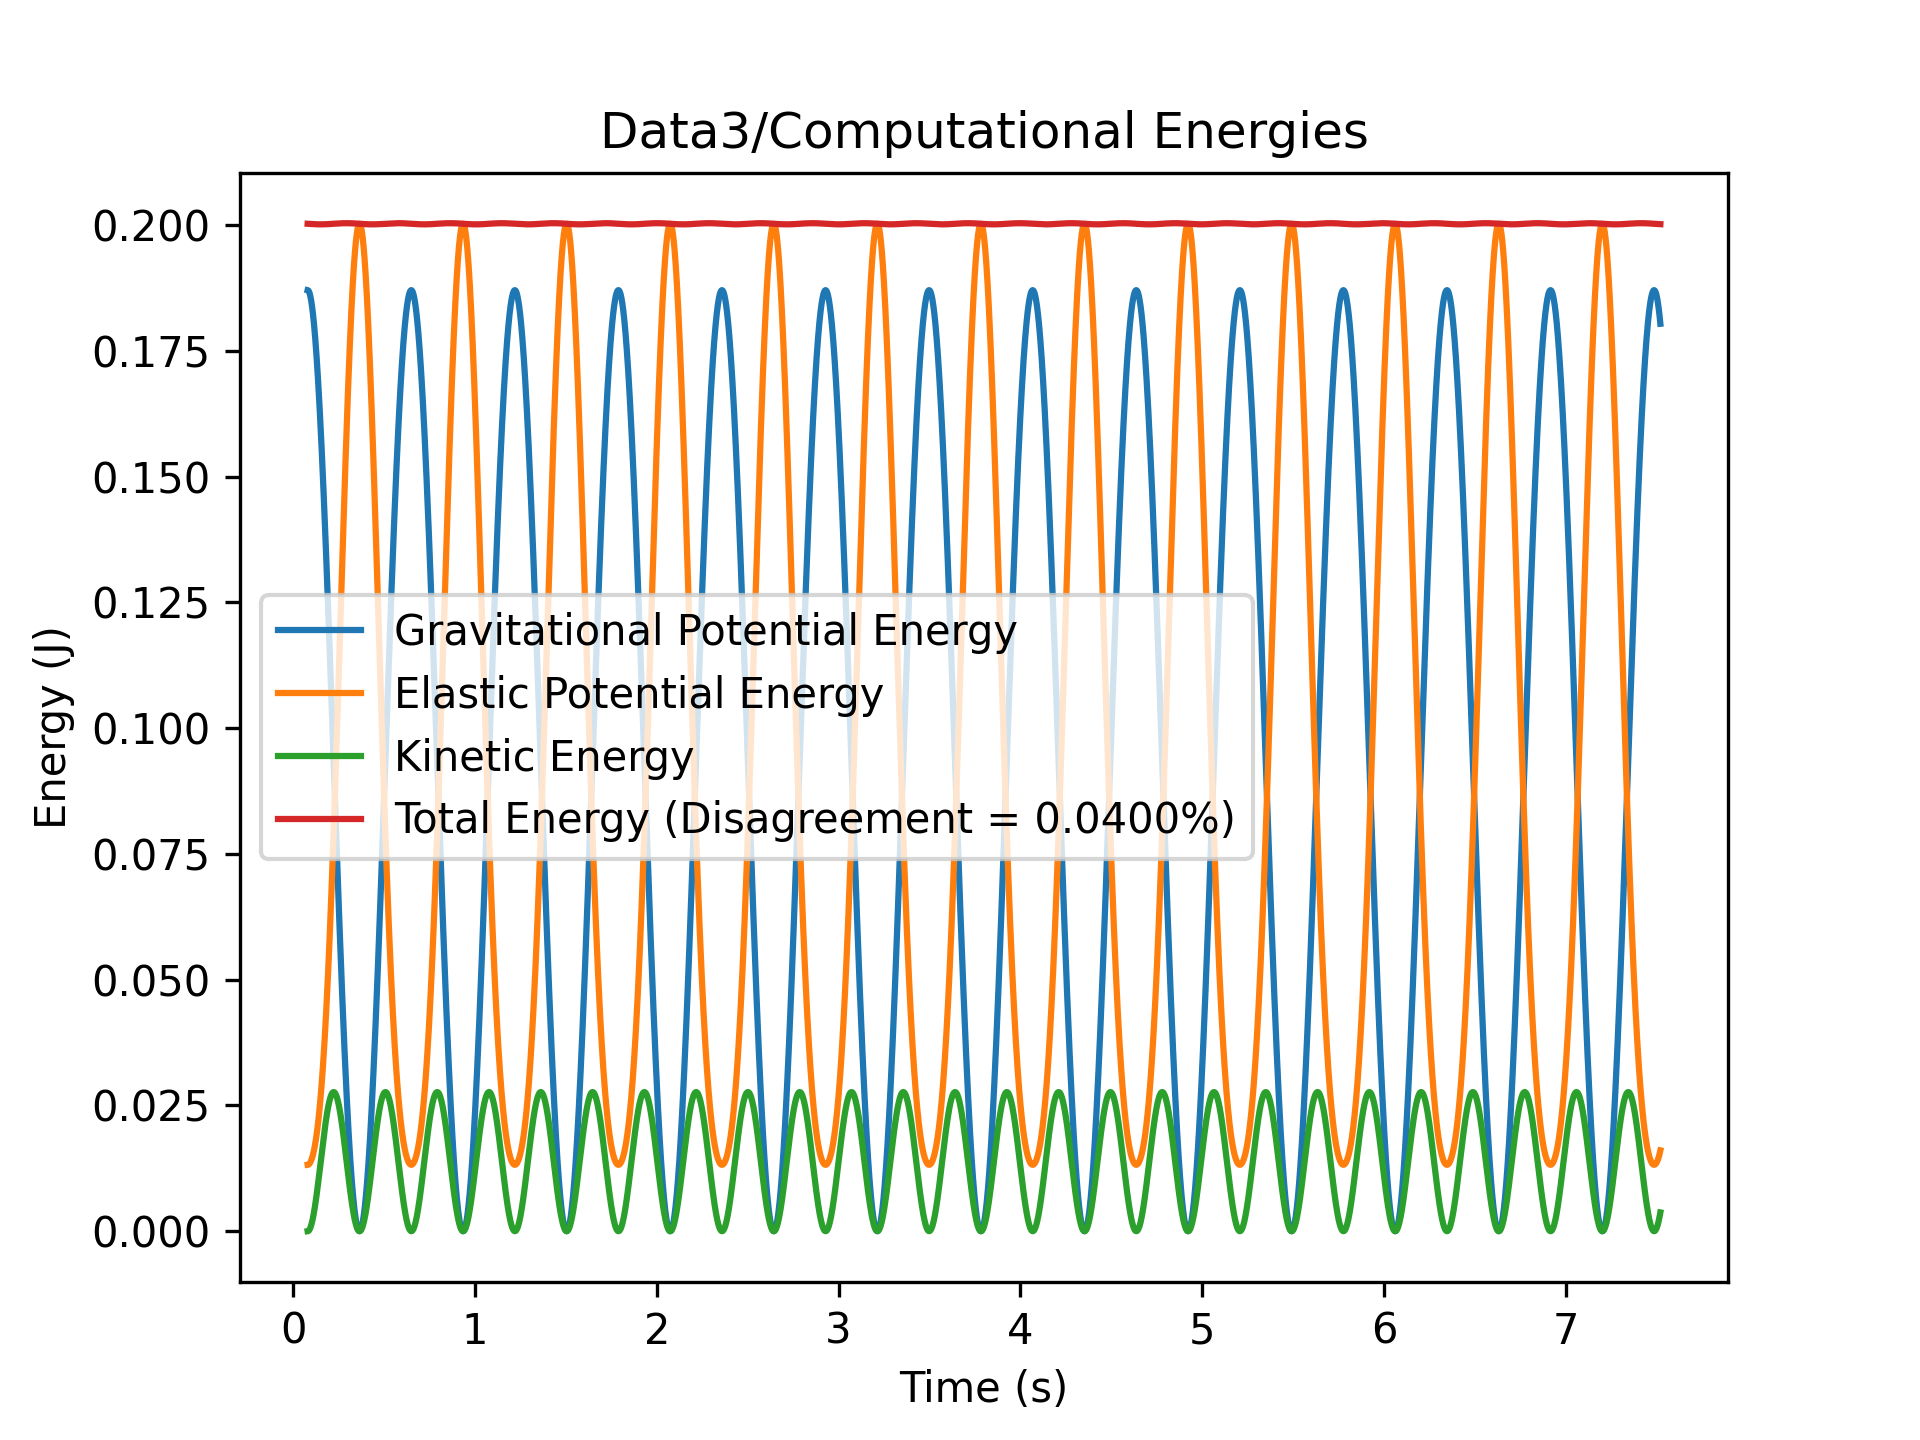 Data3/Computational Energies
Energy (J)
0.200
0.175
0.150
0.125
0.100
0.075
0.050
0.025
0.000
Gravitational Potential Energy
Elastic Potential Energy
Kinetic Energy
Total Energy (Disagreement = 0.0400%)
0 1 2 3 4 5 6 7
Time (s)